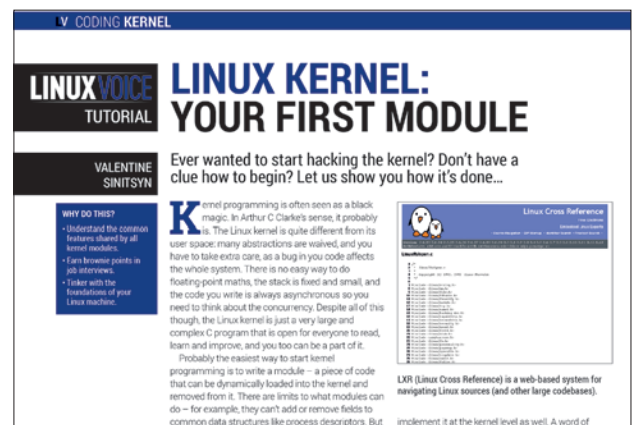 LV CODING KERNEL
LINUXVOICE
TUTORIAL
LINUX KERNEL:
YOUR FIRST MODULE
VALENTINE
SINITSYN
Ever wanted to start hacking the kernel? Don't have a
clue how to begin? Let us show you how it's done…
WHY DO THIS?
• Understand the common
features shared by all
kernel modules.
• Earn brownie points in
job interviews.
• Tinker with the
foundations of your
Linux machine.
Kernel programming is often seen as a black
magic. In Arthur C Clarke's sense, it probably
is. The Linux kernel is quite different from its
user space: many abstractions are waived, and you
have to take extra care, as a bug in you code affects
the whole system. There is no easy way to do
floating-point maths, the stack is fixed and small, and
the code you write is always asynchronous so you
need to think about the concurrency. Despite all of this
though, the Linux kernel is just a very large and
complex C program that is open for everyone to read,
learn and improve, and you too can be a part of it.
Probably the easiest way to start kernel
programming is to write a module – a piece of code
that can be dynamically loaded into the kernel and
removed from it. There are limits to what modules can
do – for example, they can't add or remove fields to
common data structures like process descriptors. But
Linux Cross Reference
LXR (Linux Cross Reference) is a web-based system for
navigating Linux sources (and other large codebases).
implement it at the kernel level as well. A word of